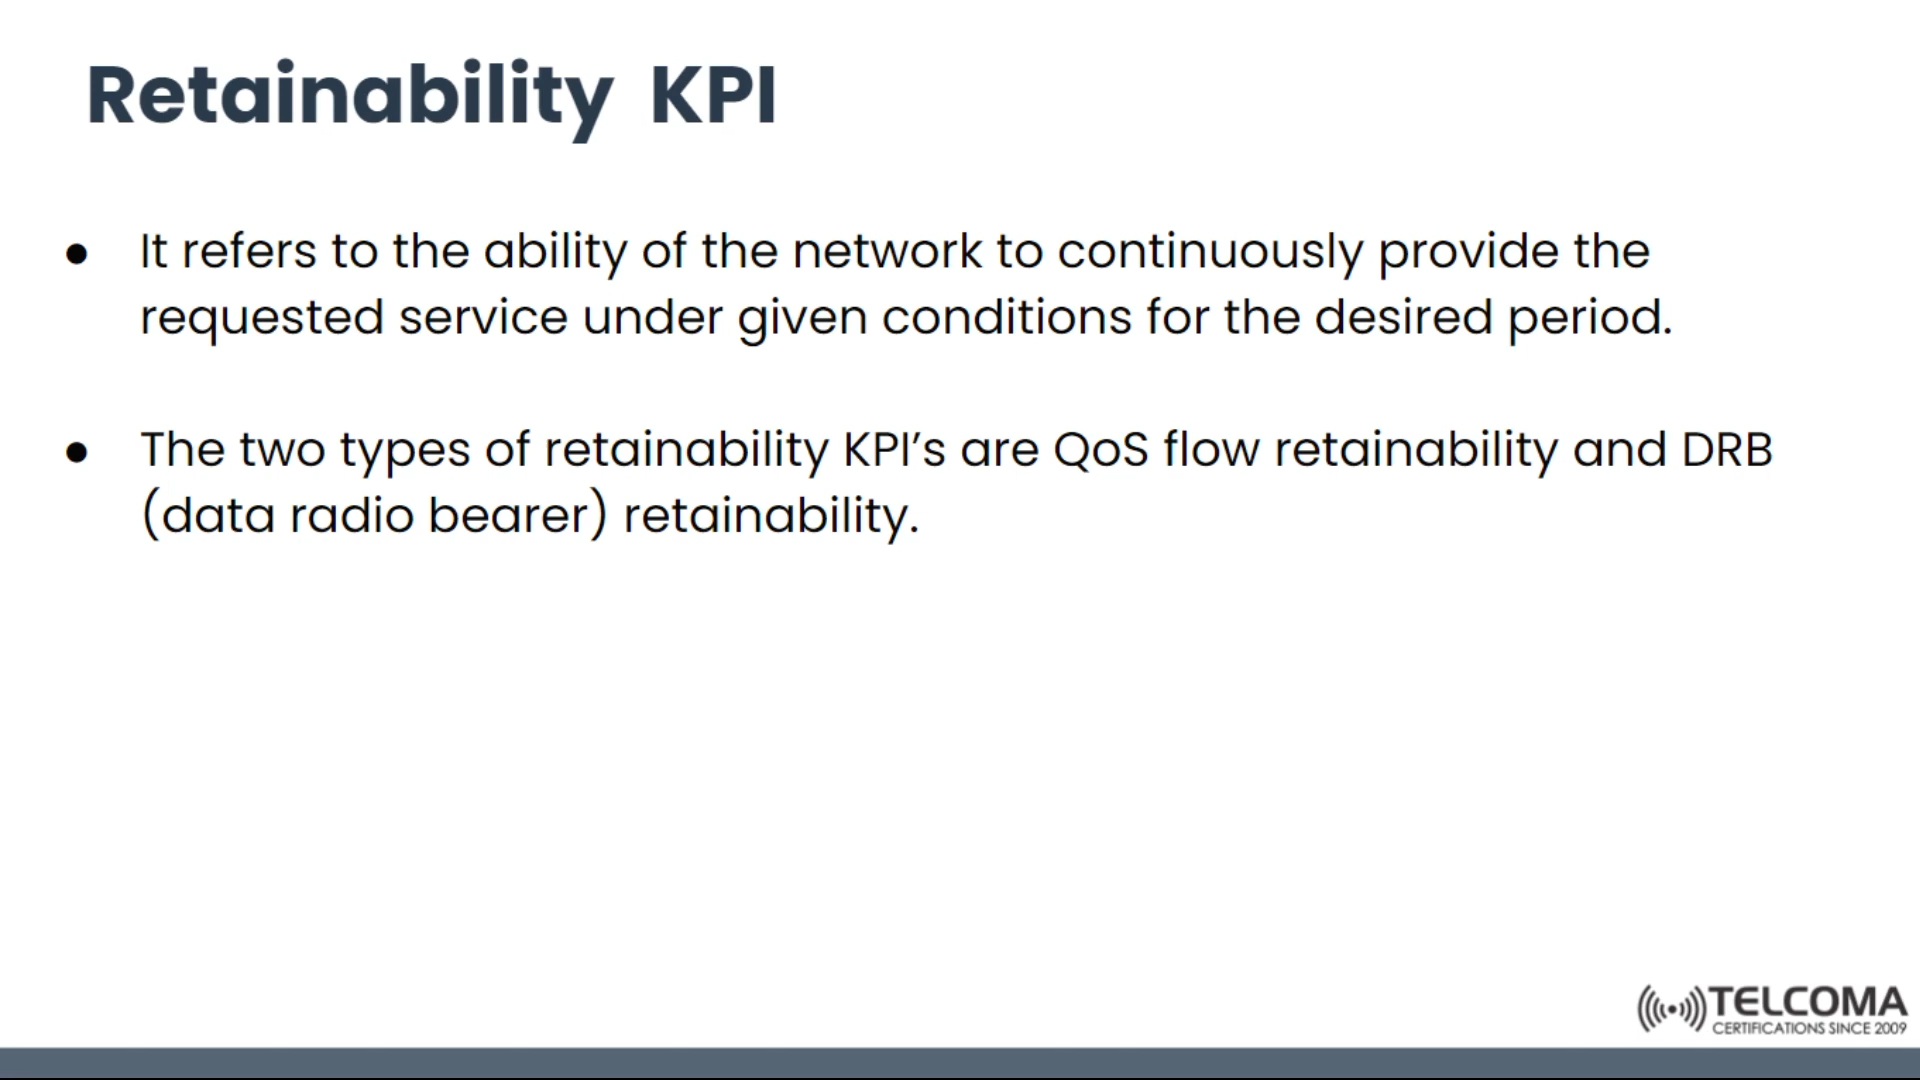 Retainability KPI
● It refers to the ability of the network to continuously provide the
requested service under given conditions for the desired period.
● The two types of retainability KPI’s are QoS flow retainability and DRB
(data radio bearer) retainability.
TELCOMA
CERTIFICATIONS SINCE 2009